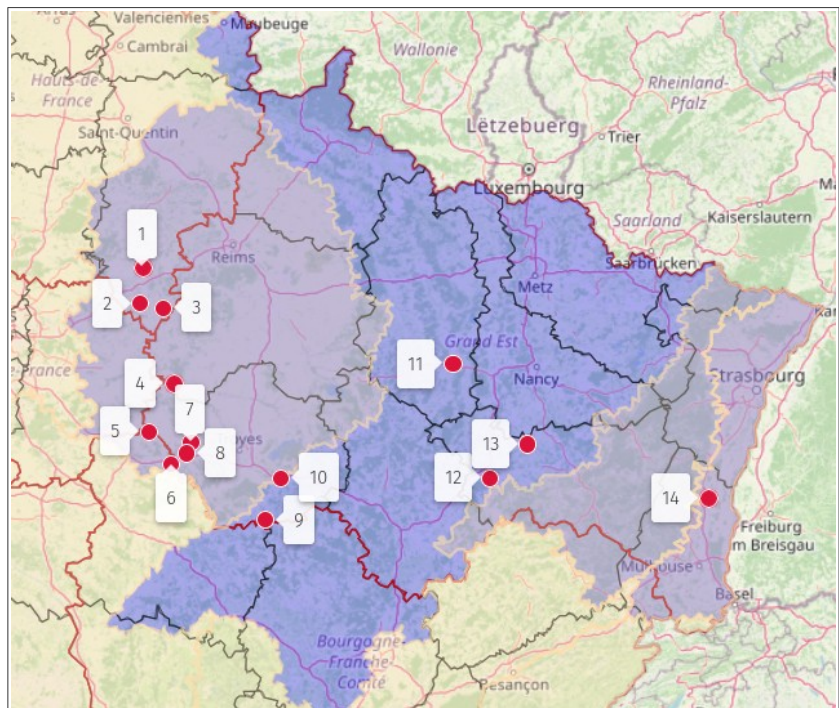 Valenciennes
Maubeuge
Cambrai
Wallonie
Hauts-de-
France
Rheinland-
Pfalz
Saint-Quentin
Lëtzebuerg
Trier
Luxembourg
Kaiserslautern
Saarland
Saarbrücken
1
Reims
2
3
Metz
Grand Est
11
4
7
Nancy
Strasbourg
5
8
13
10
12
14
6
9
Freiburg
Mulhouse
Basel
Bourgogne-
Franche-
Comté
Besançon